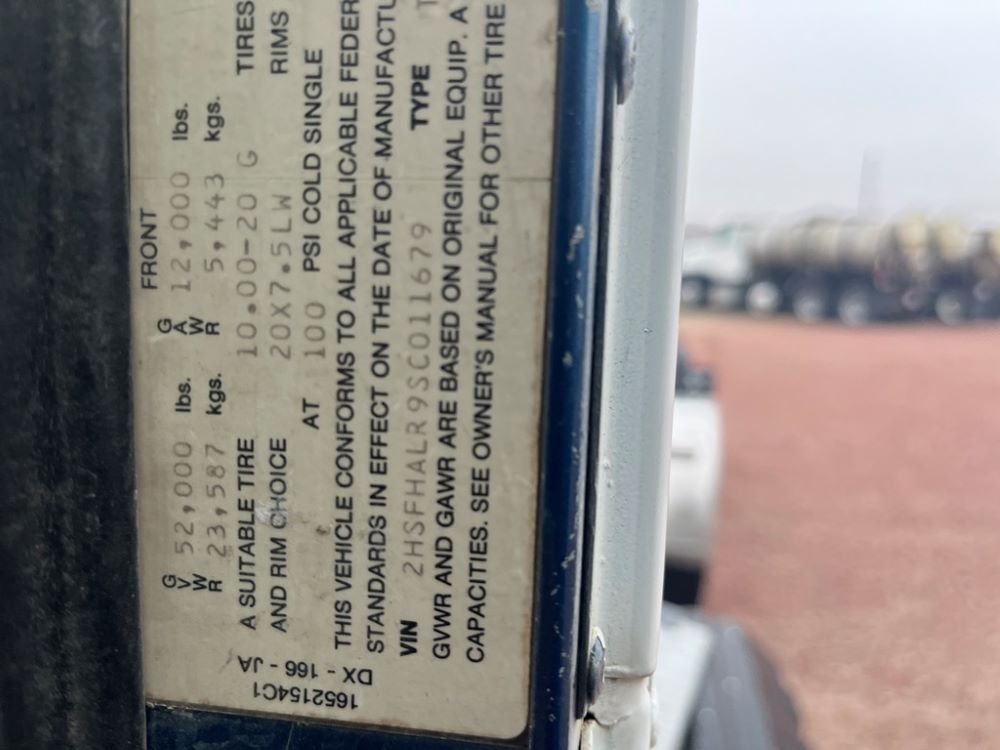 FRONT
GVWR 52,000 lbs. GAWR 12,000 lbs.
23,587 kgs. 5,443 kgs.
A SUITABLE TIRE 10.00-20 G TIRES
AND RIM CHOICE 20X7.5LW RIMS
AT 100 PSI COLD SINGLE
THIS VEHICLE CONFORMS TO ALL APPLICABLE FEDER
STANDARDS IN EFFECT ON THE DATE OF MANUFACTU
VIN 2HSFHALR9SC011679 TYPE T
GVWR AND GAWR ARE BASED ON ORIGINAL EQUIP. A
CAPACITIES. SEE OWNER'S MANUAL FOR OTHER TIRE
DX - 166 - JA
1652154C1